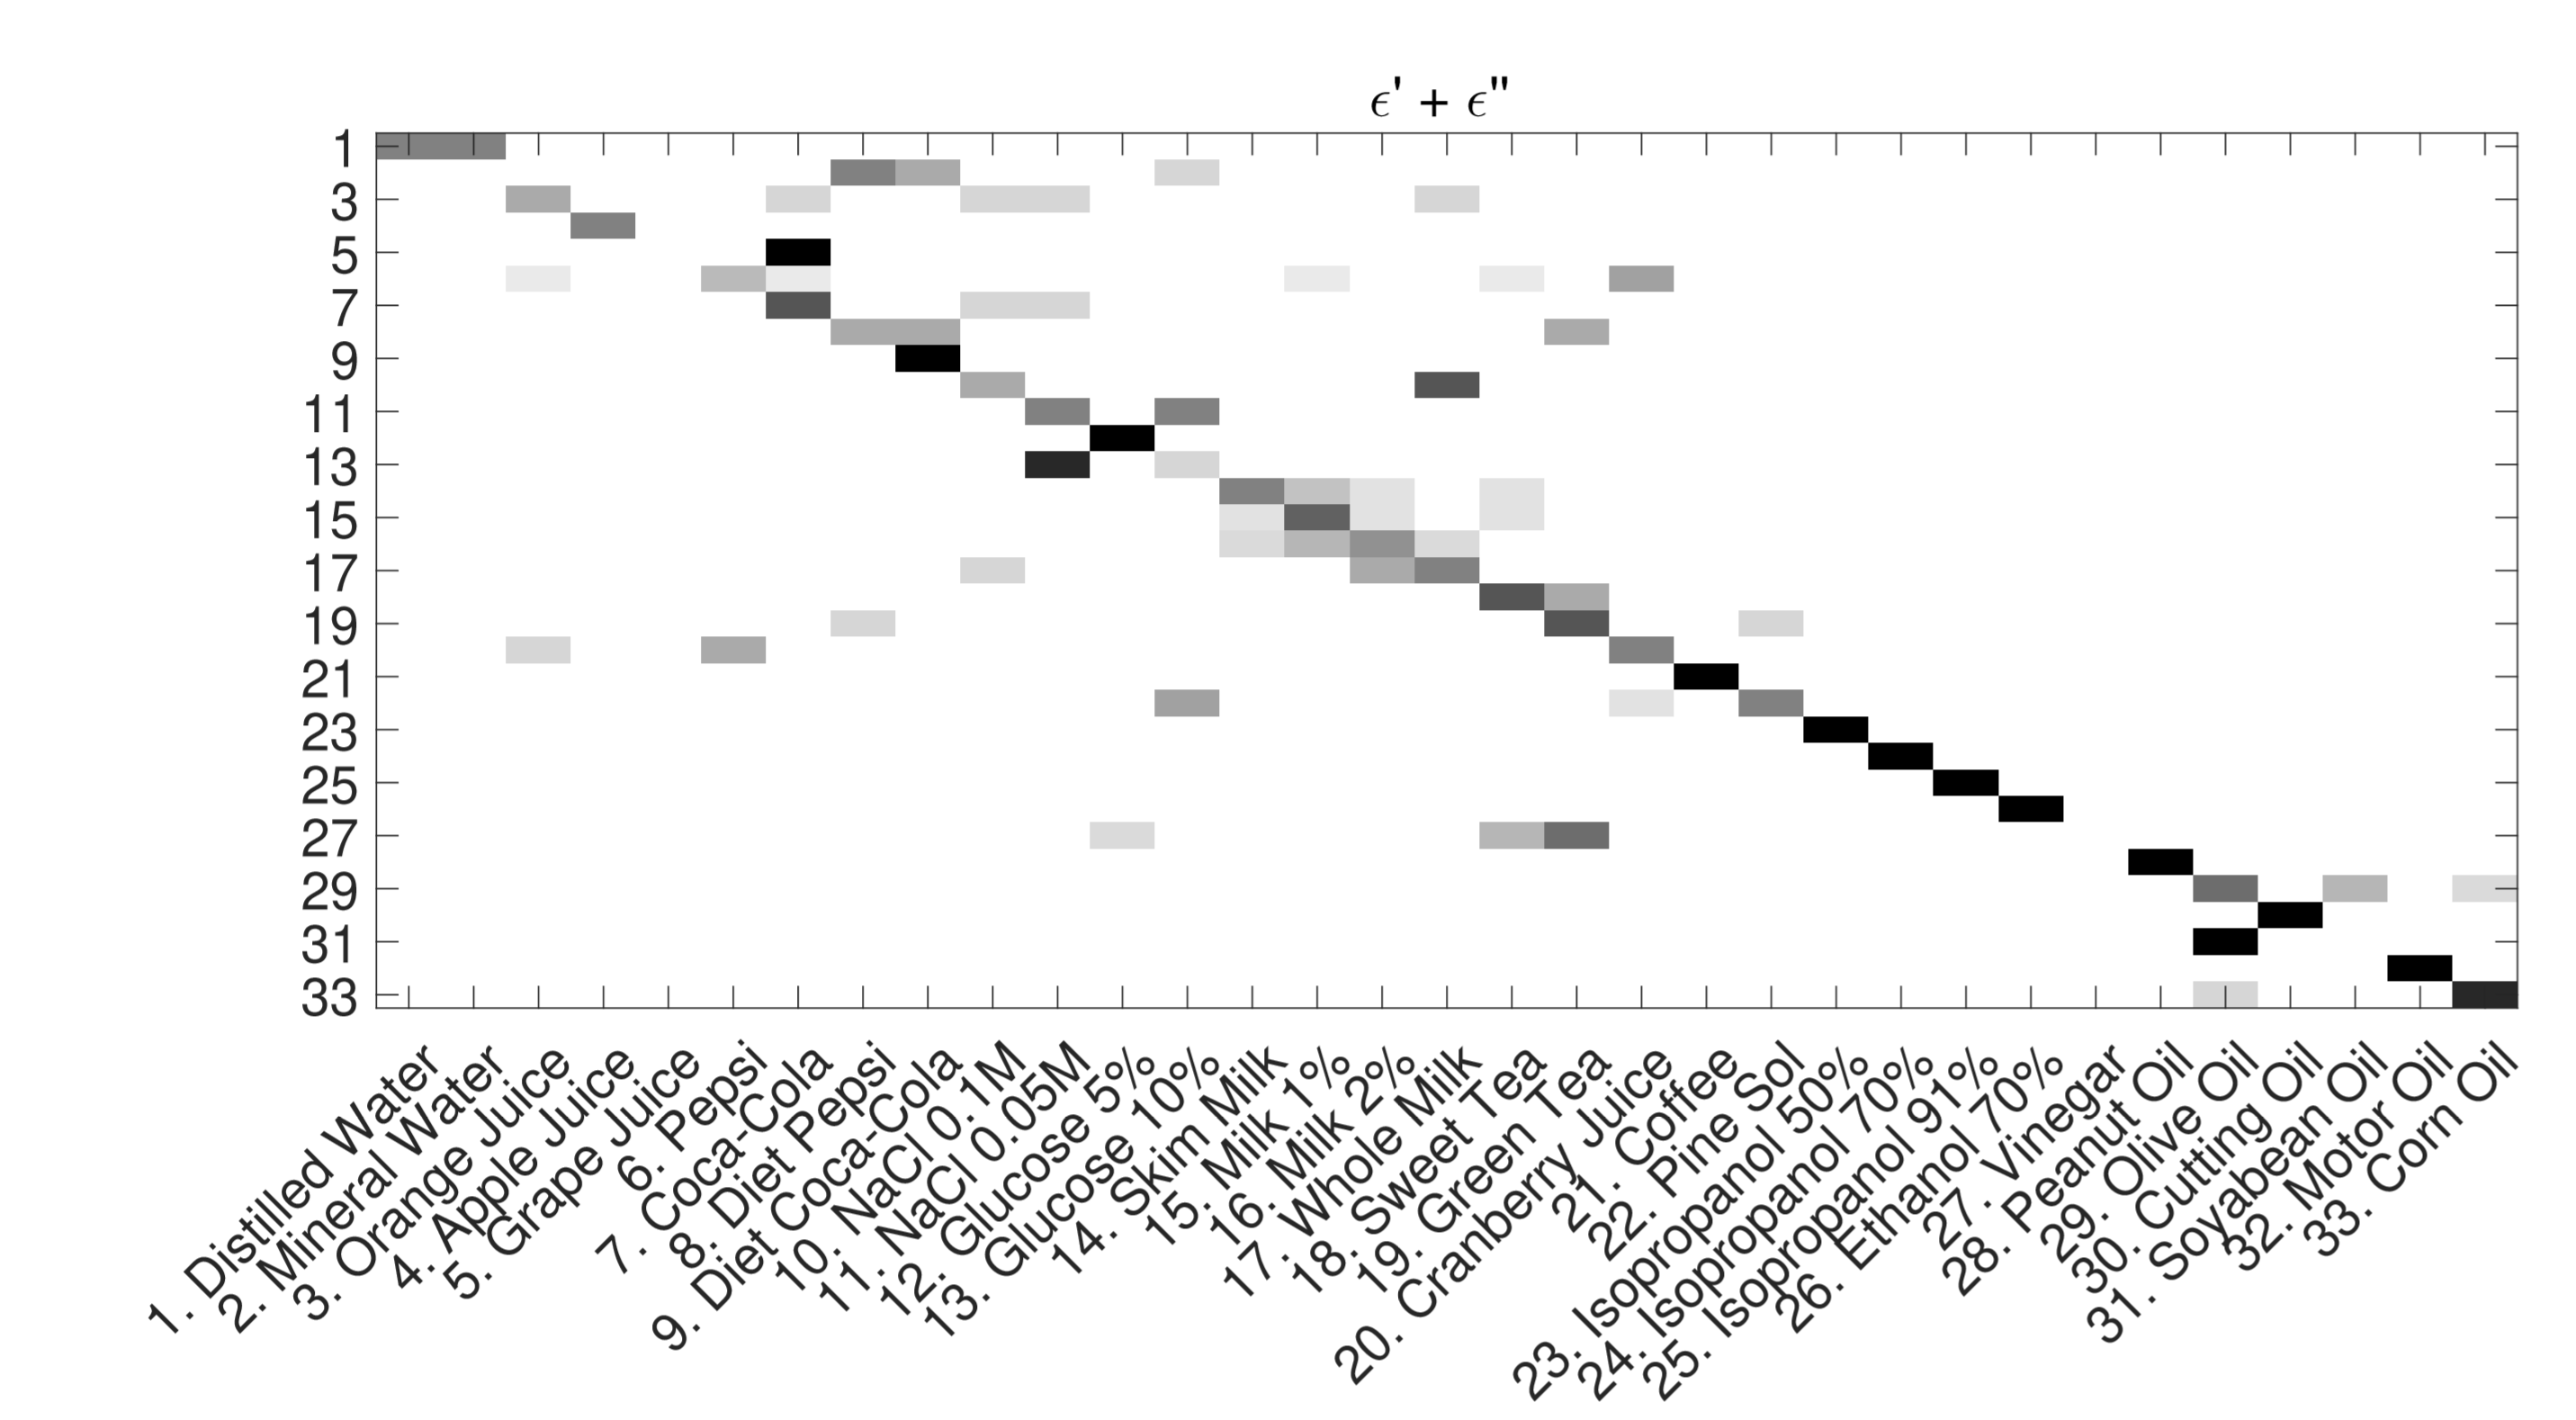 ϵ' + ϵ"
1
3
5
7
9
11
13
15
17
19
21
23
25
27
29
31
33
1. Distilled Water
2. Mineral Water
3. Orange Juice
4. Apple Juice
5. Grape Juice
6. Pepsi
7. Coca-Cola
8. Diet Pepsi
9. Diet Coca-Cola
10. NaCl 0.1M
11. NaCl 0.05M
12. Glucose 5%
13. Glucose 10%
14. Skim Milk
15. Milk 1%
16. Milk 2%
17. Whole Milk
18. Sweet Tea
19. Green Tea
20. Cranberry Juice
21. Coffee
22. Pine Sol
23. Isopropanol 50%
24. Isopropanol 70%
25. Isopropanol 91%
26. Ethanol 70%
27. Vinegar
28. Peanut Oil
29. Olive Oil
30. Cutting Oil
31. Soyabean Oil
32. Motor Oil
33. Corn Oil